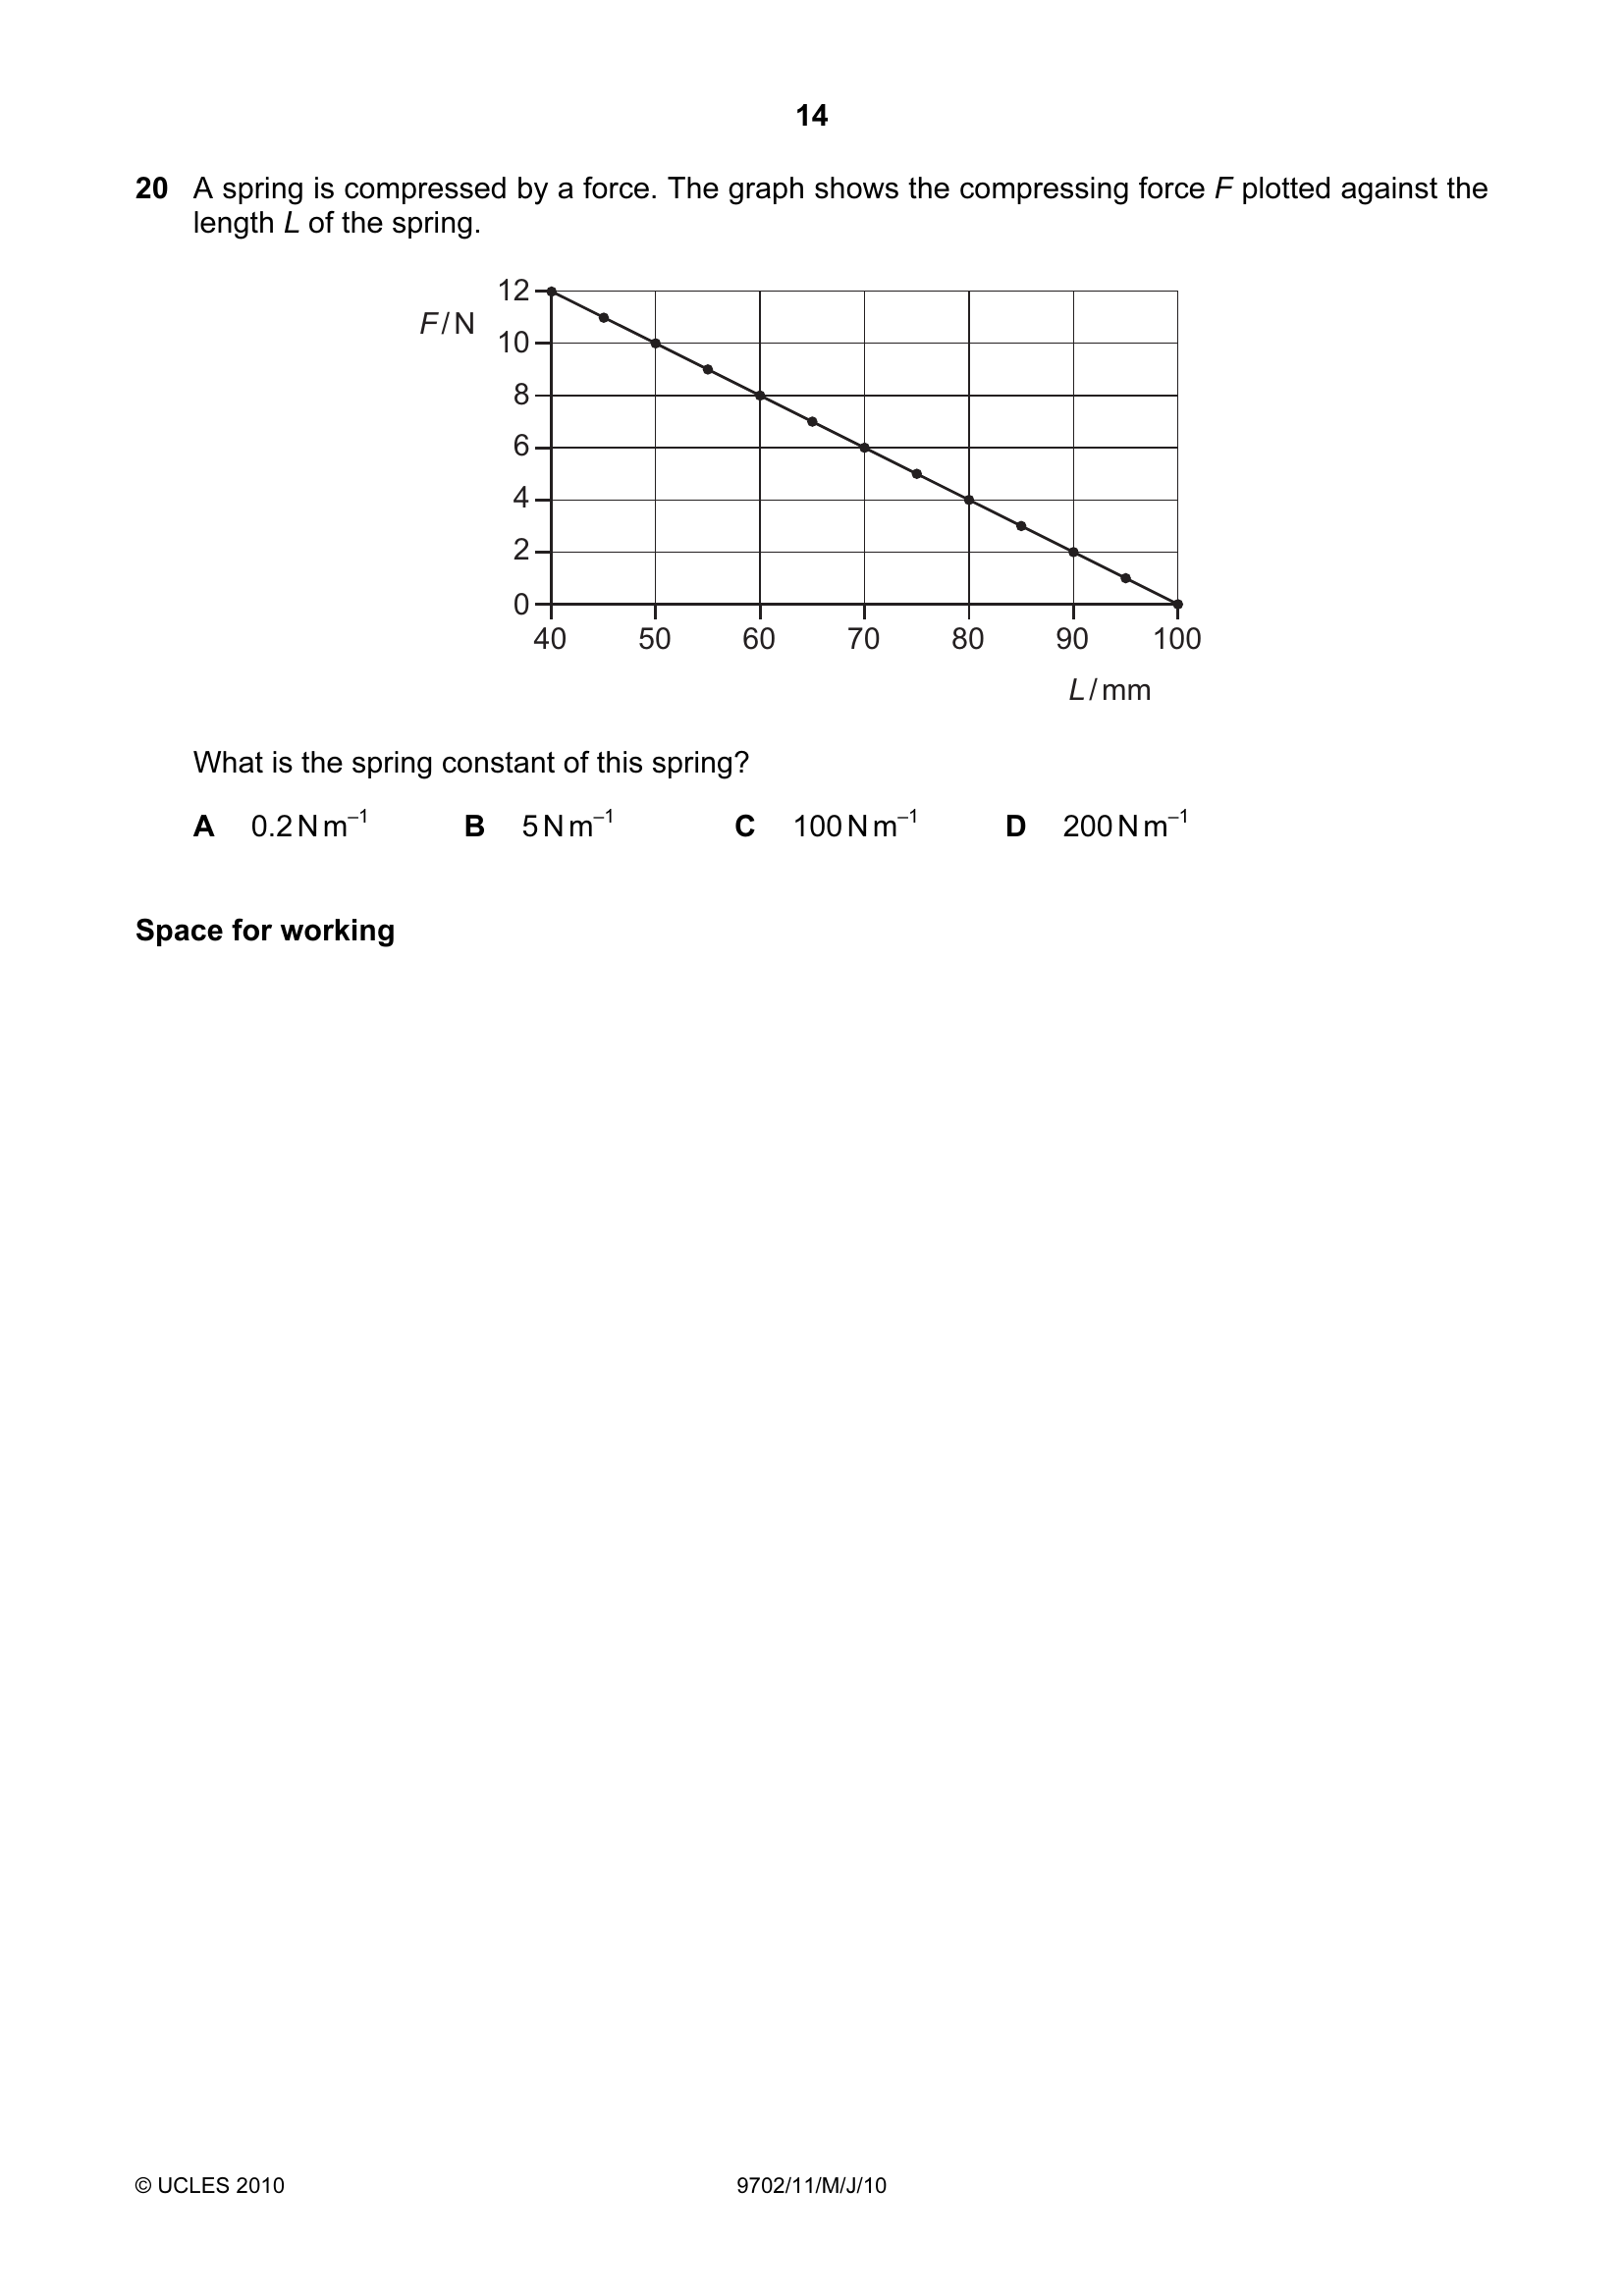 14
20 A spring is compressed by a force. The graph shows the compressing force F plotted against the
length L of the spring.
12
F / N
10
8
6
4
2
0
40 50 60 70 80 90 100
L / mm
What is the spring constant of this spring?
A 0.2 N m⁻¹ B 5 N m⁻¹ C 100 N m⁻¹ D 200 N m⁻¹
Space for working
© UCLES 2010 9702/11/M/J/10